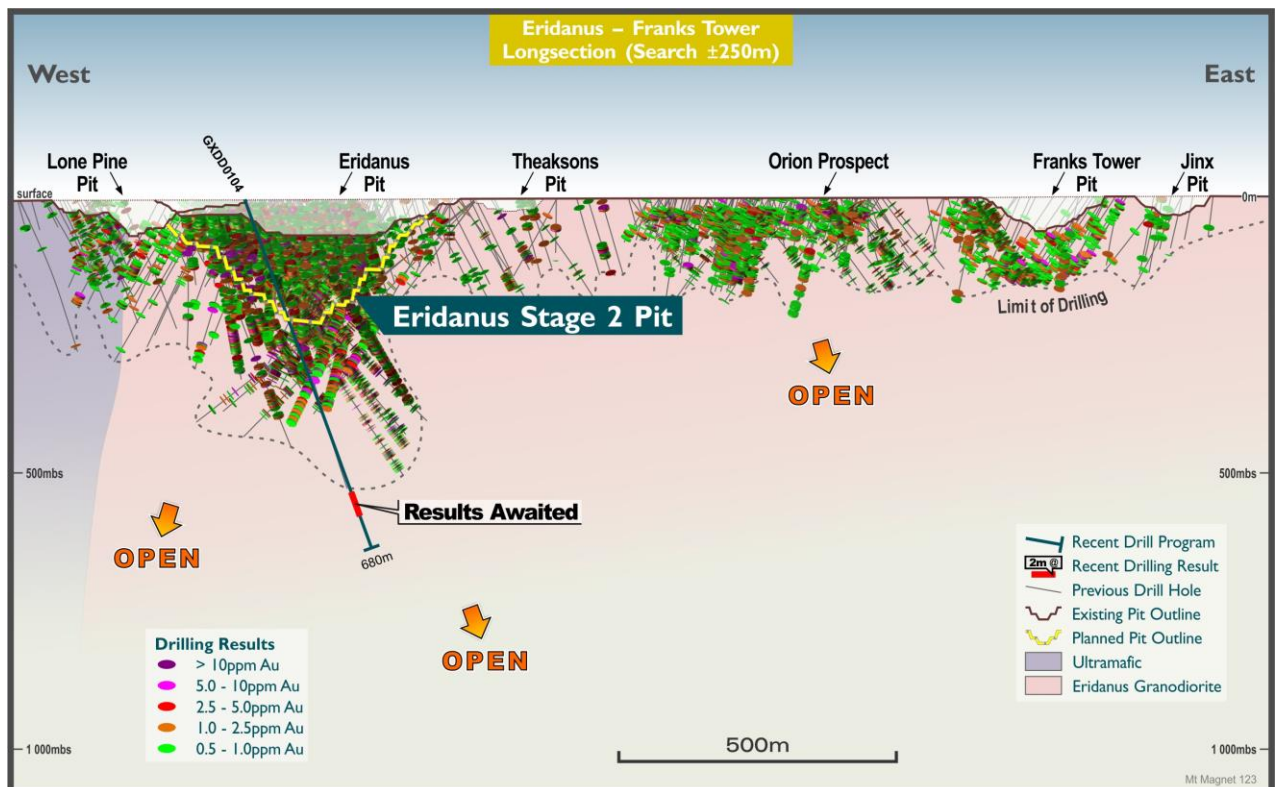 Eridanus – Franks Tower
Longsection (Search ±250m)
West
East
GXDD0104
Lone Pine
Pit
Eridanus
Pit
Theaksons
Pit
Orion Prospect
Franks Tower
Pit
Jinx
Pit
surface
0m
Eridanus Stage 2 Pit
Limit of Drilling
OPEN
500mbs
500mbs
Results Awaited
OPEN
680m
OPEN
Recent Drill Program
2m @
Recent Drilling Result
Previous Drill Hole
Existing Pit Outline
Planned Pit Outline
Ultramafic
Eridanus Granodiorite
Drilling Results
> 10ppm Au
5.0 - 10ppm Au
2.5 - 5.0ppm Au
1.0 - 2.5ppm Au
0.5 - 1.0ppm Au
1 000mbs
500m
1 000mbs
Mt Magnet 123